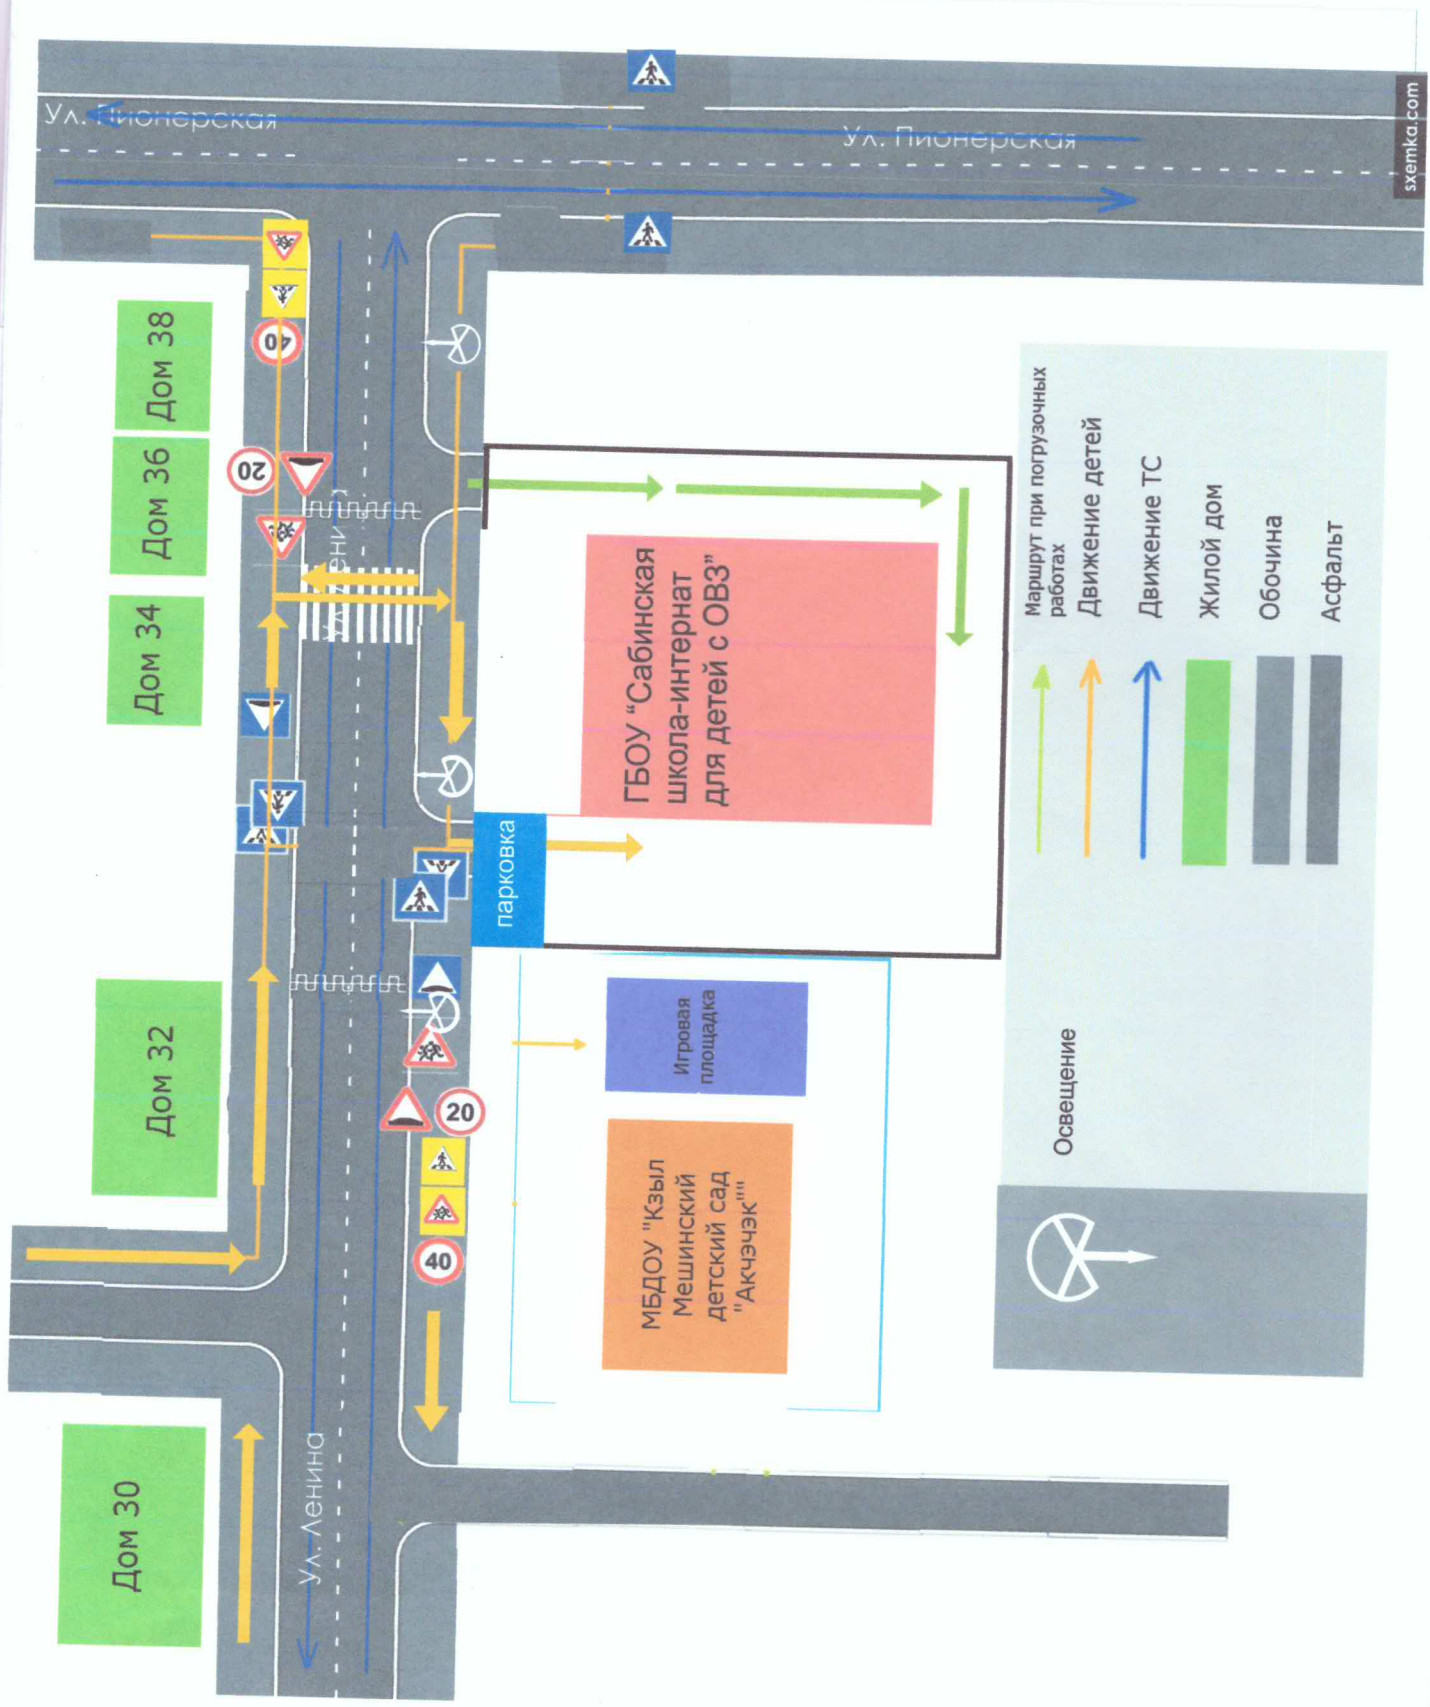 Ул. Пионерская
Ул. Пионерская
sxemka.com
Дом 38
Дом 36
Дом 34
Дом 32
Дом 30
40
20
20
40
Ул. Ленина
парковка
ГБОУ "Сабинская
школа-интернат
для детей с ОВЗ"
Игровая
площадка
МБДОУ "Кзыл
Мешинский
детский сад
"Акчэчэк""
Маршрут при погрузочных
работах
Движение детей
Движение ТС
Жилой дом
Обочина
Асфальт
Освещение